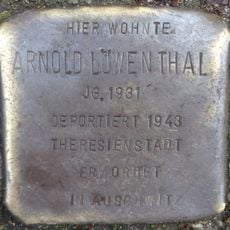 HIER WOHNTE
ARNOLD LÖWENTHAL
JG. 1931
DEPORTIERT 1943
THERESIENSTADT
ERMORDET
IN AUSCHWITZ